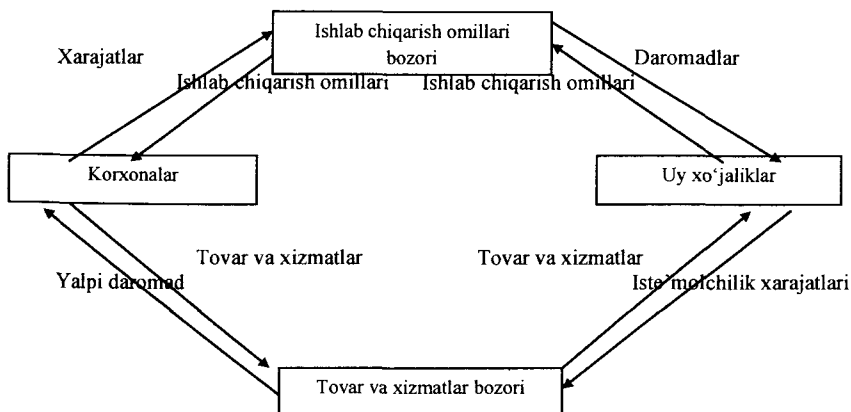 Ishlab chiqarish omillari
bozori
Xarajatlar
Daromadlar
Ishlab chiqarish omillari
Ishlab chiqarish omillari
Korxonalar
Uy xo‘jaliklar
Tovar va xizmatlar
Tovar va xizmatlar
Yalpi daromad
Iste`molchilik xarajatlari
Tovar va xizmatlar bozori